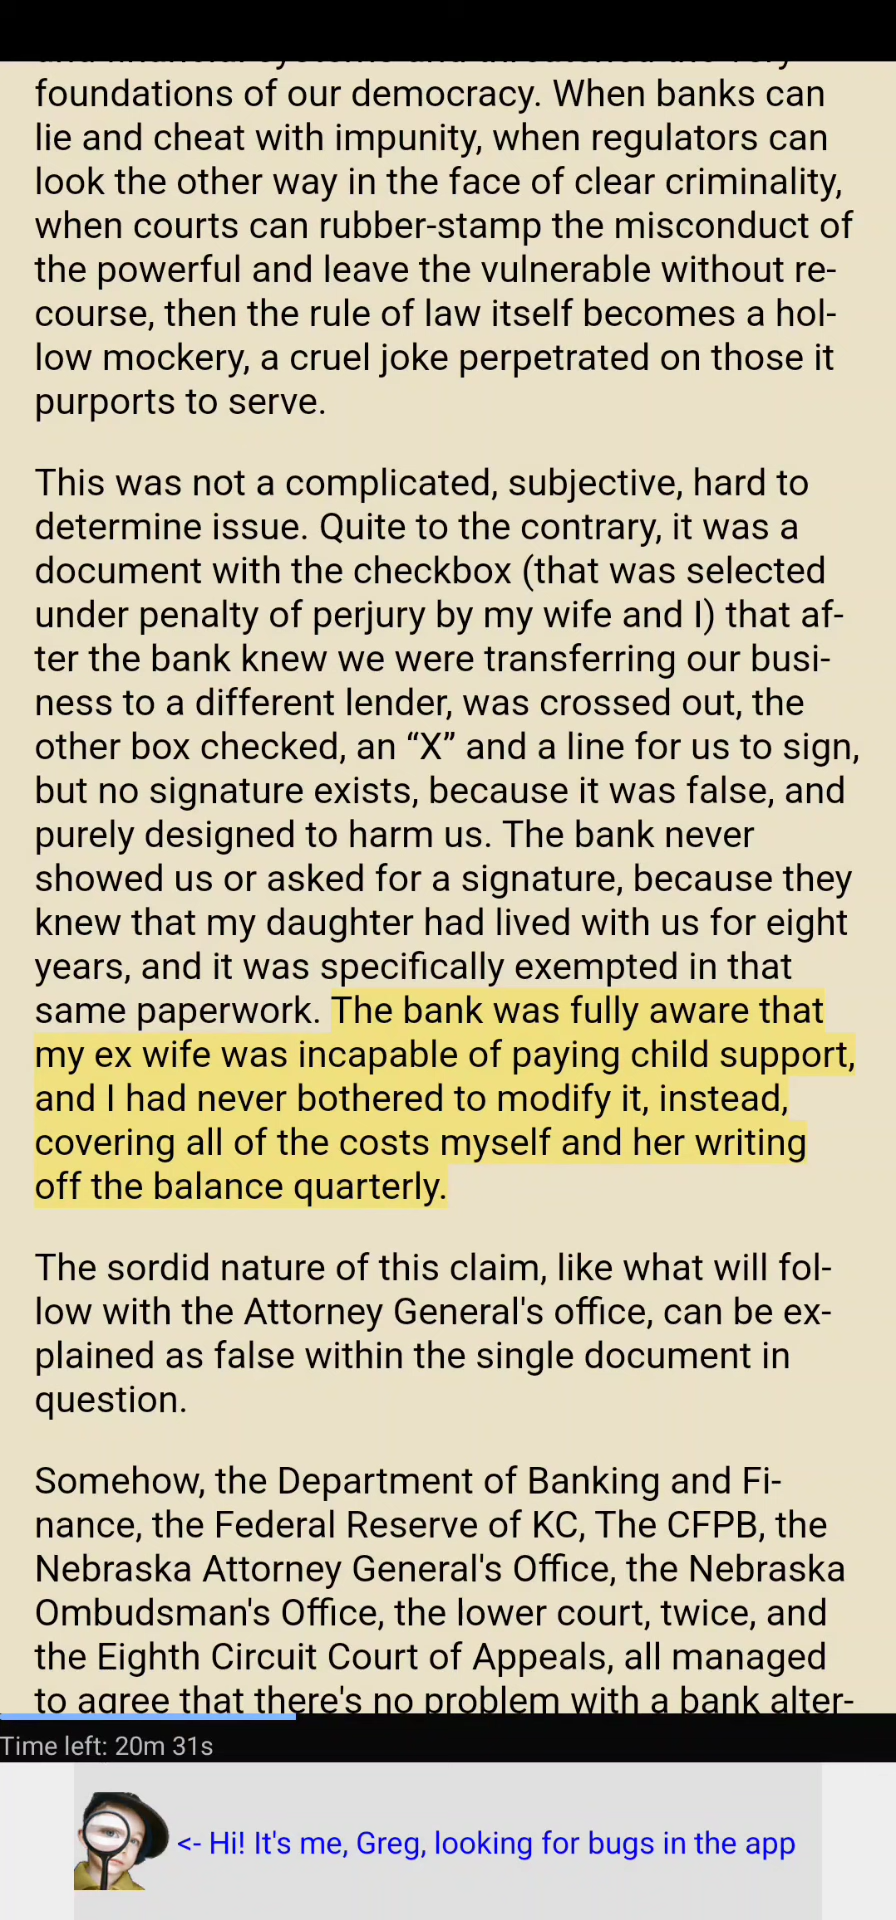 foundations of our democracy. When banks can
lie and cheat with impunity, when regulators can
look the other way in the face of clear criminality,
when courts can rubber-stamp the misconduct of
the powerful and leave the vulnerable without re-
course, then the rule of law itself becomes a hol-
low mockery, a cruel joke perpetrated on those it
purports to serve.
This was not a complicated, subjective, hard to
determine issue. Quite to the contrary, it was a
document with the checkbox (that was selected
under penalty of perjury by my wife and I) that af-
ter the bank knew we were transferring our busi-
ness to a different lender, was crossed out, the
other box checked, an “X” and a line for us to sign,
but no signature exists, because it was false, and
purely designed to harm us. The bank never
showed us or asked for a signature, because they
knew that my daughter had lived with us for eight
years, and it was specifically exempted in that
same paperwork. The bank was fully aware that
my ex wife was incapable of paying child support,
and I had never bothered to modify it, instead,
covering all of the costs myself and her writing
off the balance quarterly.
The sordid nature of this claim, like what will fol-
low with the Attorney General's office, can be ex-
plained as false within the single document in
question.
Somehow, the Department of Banking and Fi-
nance, the Federal Reserve of KC, The CFPB, the
Nebraska Attorney General's Office, the Nebraska
Ombudsman's Office, the lower court, twice, and
the Eighth Circuit Court of Appeals, all managed
to agree that there's no problem with a bank alter-
Time left: 20m 31s
<- Hi! It's me, Greg, looking for bugs in the app